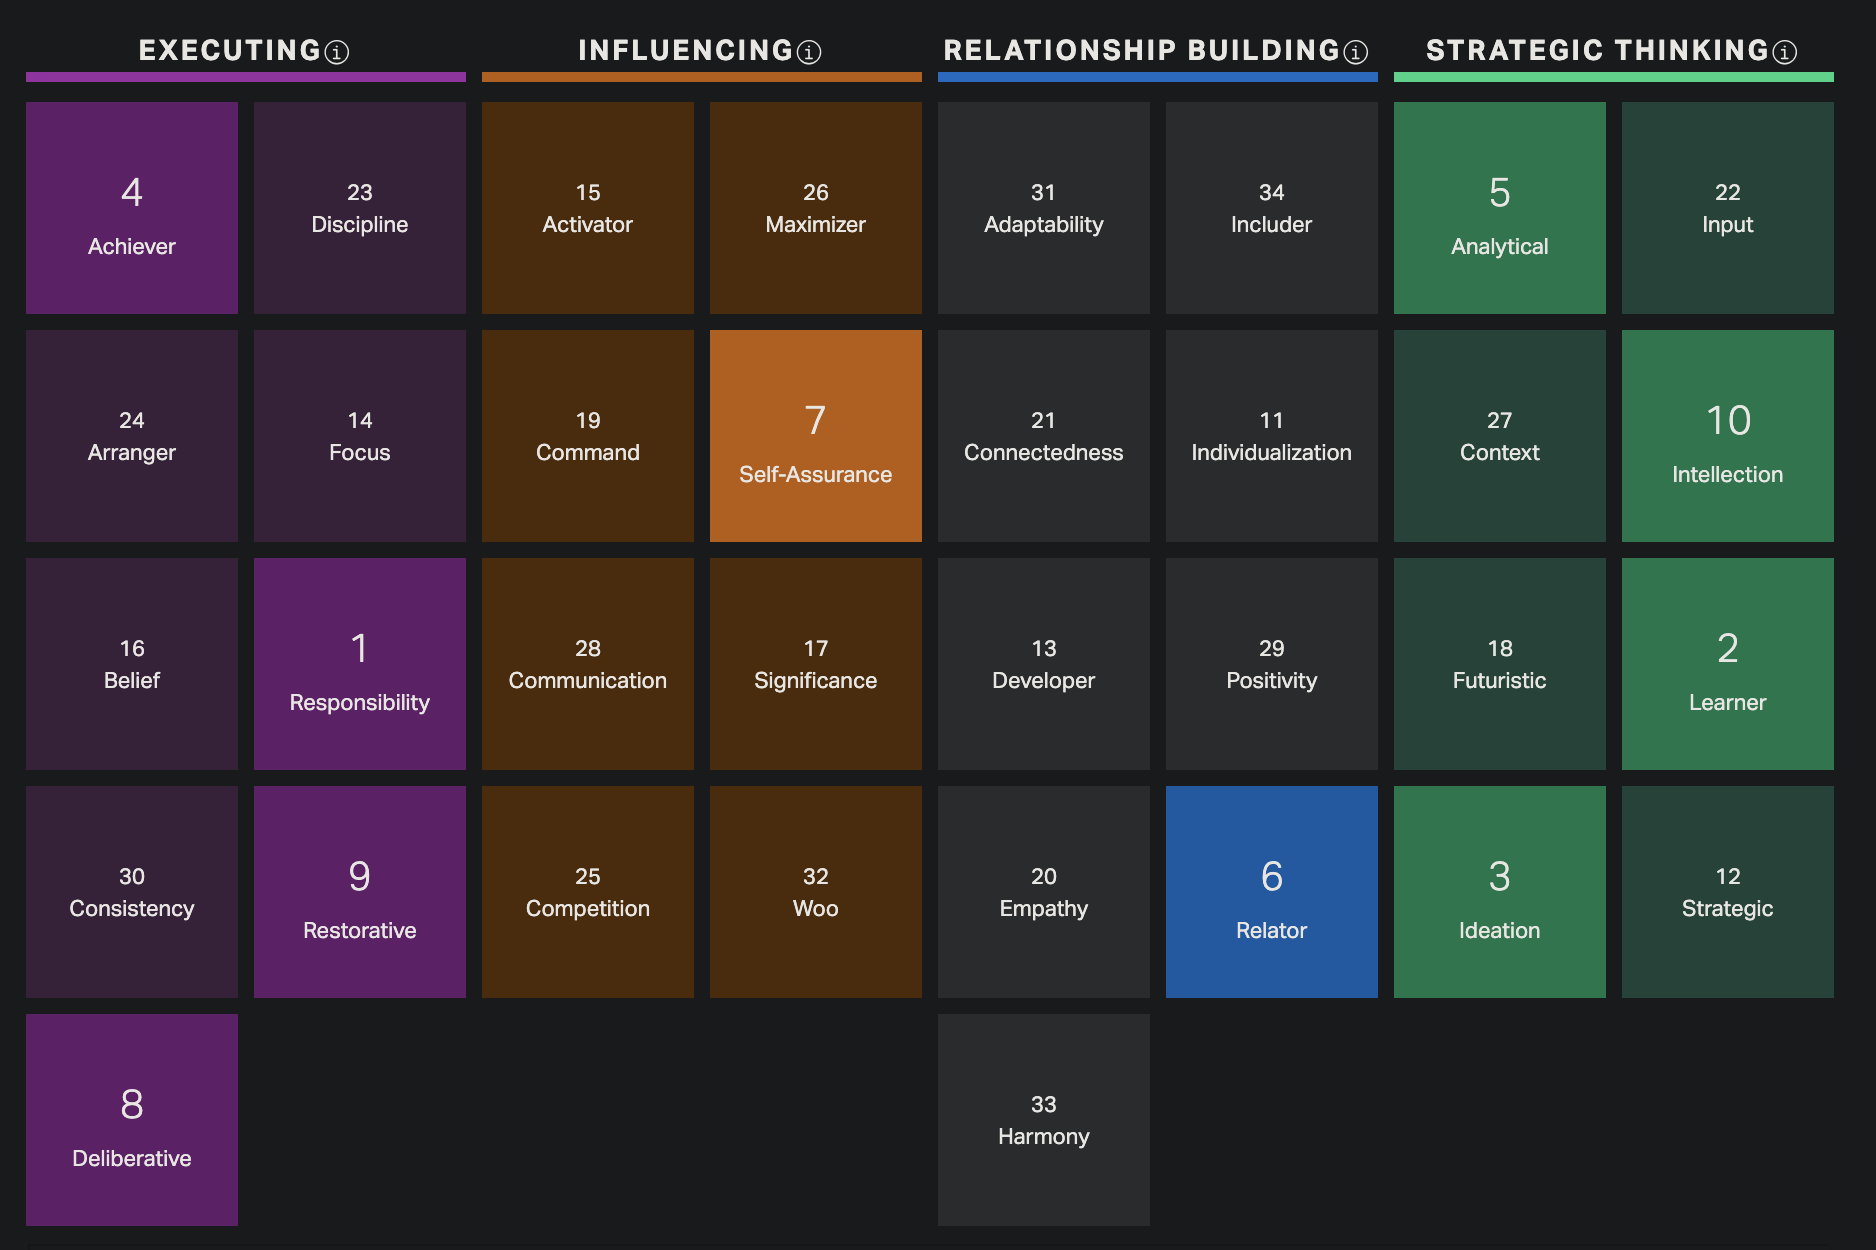 EXECUTING
INFLUENCING
RELATIONSHIP BUILDING
STRATEGIC THINKING
4
Achiever
23
Discipline
15
Activator
26
Maximizer
31
Adaptability
34
Includer
5
Analytical
22
Input
24
Arranger
14
Focus
19
Command
7
Self-Assurance
21
Connectedness
11
Individualization
27
Context
10
Intellection
16
Belief
1
Responsibility
28
Communication
17
Significance
13
Developer
29
Positivity
18
Futuristic
2
Learner
30
Consistency
9
Restorative
25
Competition
32
Woo
20
Empathy
6
Relator
3
Ideation
12
Strategic
8
Deliberative
33
Harmony